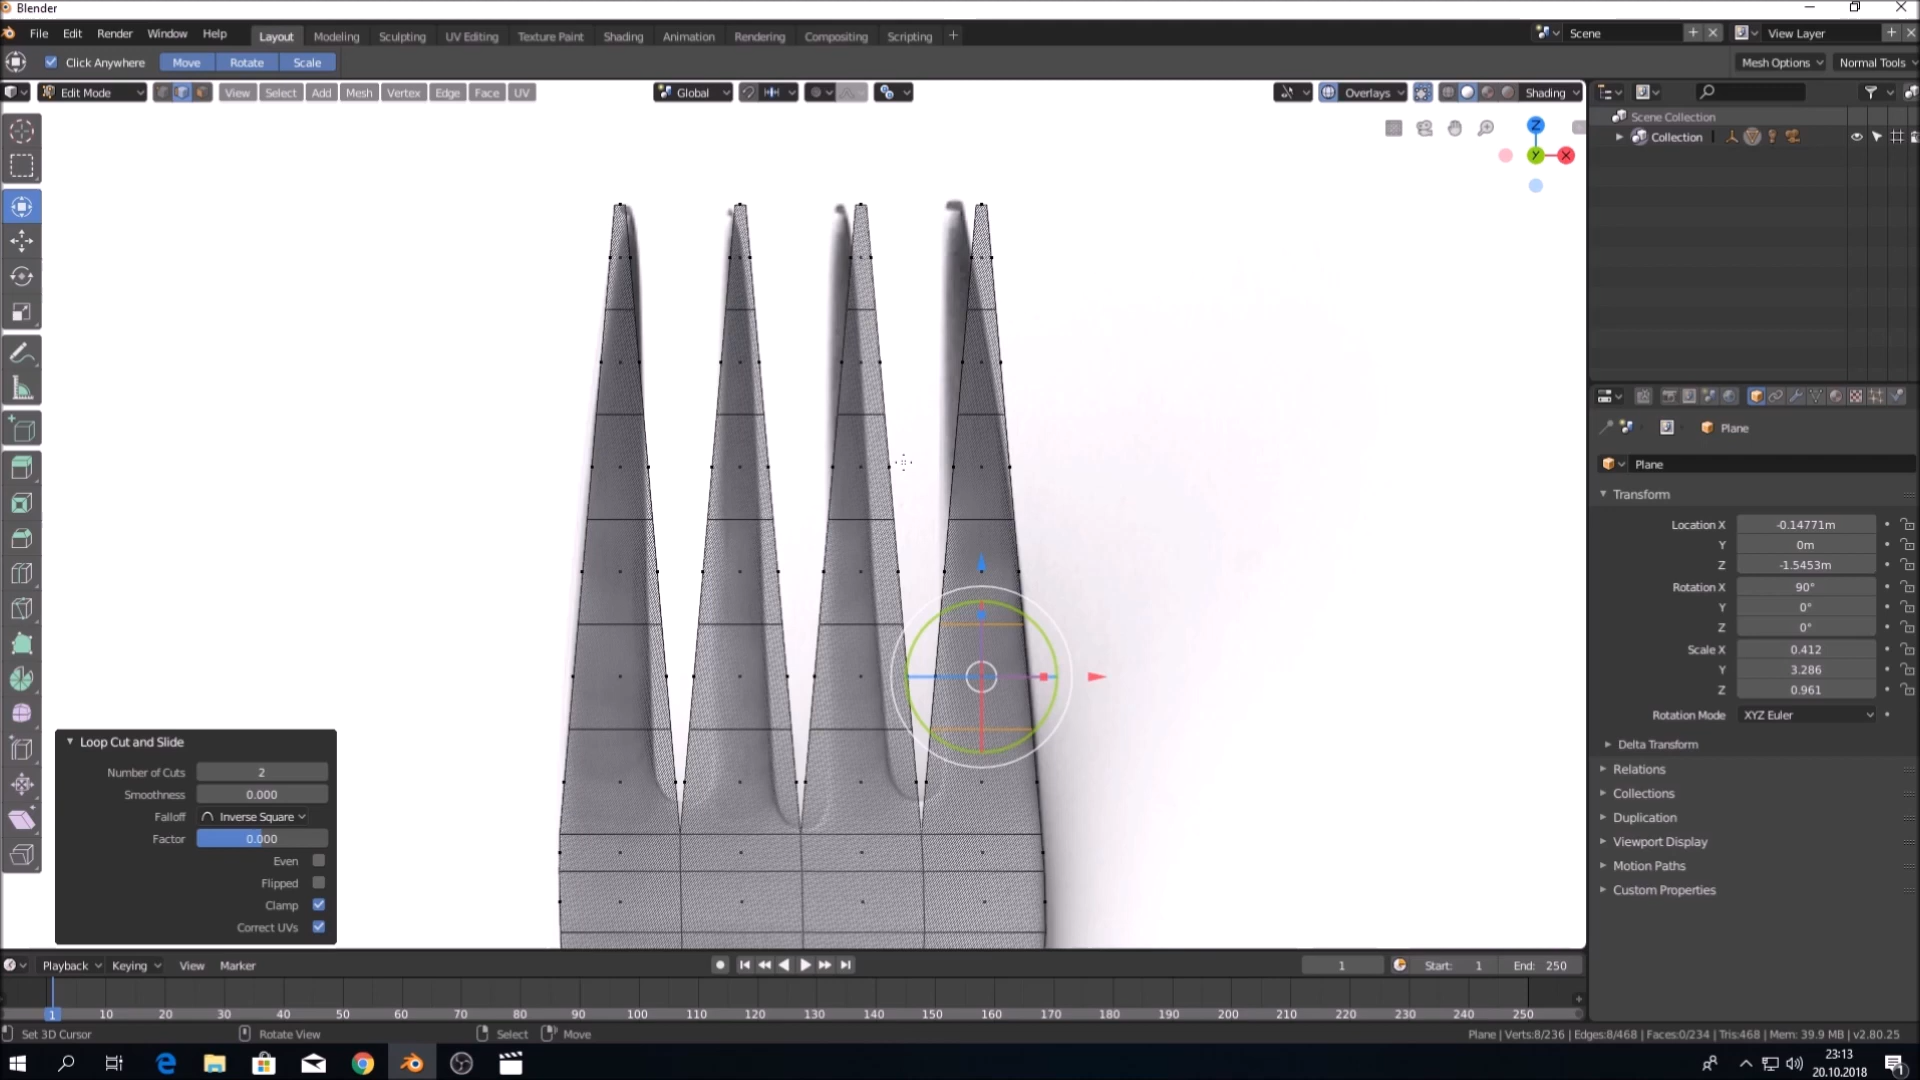 Blender
File Edit Render Window Help Layout Modeling Sculpting UV Editing Texture Paint Shading Animation Rendering Compositing Scripting + Scene View Layer
Click Anywhere Move Rotate Scale Mesh Options Normal Tools
Edit Mode View Select Add Mesh Vertex Edge Face UV Global Overlays Shading
Scene Collection
Collection
Z
Y X
Plane
Plane
Transform
Location X -0.14771m
Y 0m
Z -1.5453m
Rotation X 90°
Y 0°
Z 0°
Scale X 0.412
Y 3.286
Z 0.961
Rotation Mode XYZ Euler
Delta Transform
Relations
Collections
Duplication
Viewport Display
Motion Paths
Custom Properties
Loop Cut and Slide
Number of Cuts 2
Smoothness 0.000
Falloff Inverse Square
Factor 0.000
Even
Flipped
Clamp
Correct UVs
Playback Keying View Marker 1 Start: 1 End: 250
1 10 20 30 40 50 60 70 80 90 100 110 120 130 140 150 160 170 180 190 200 210 220 230 240 250
Set 3D Cursor Rotate View Select Move Plane | Verts:8/236 | Edges:8/468 | Faces:0/234 | Tris:468 | Mem: 39.9 MB | v2.80.25
23:13
20.10.2018
1